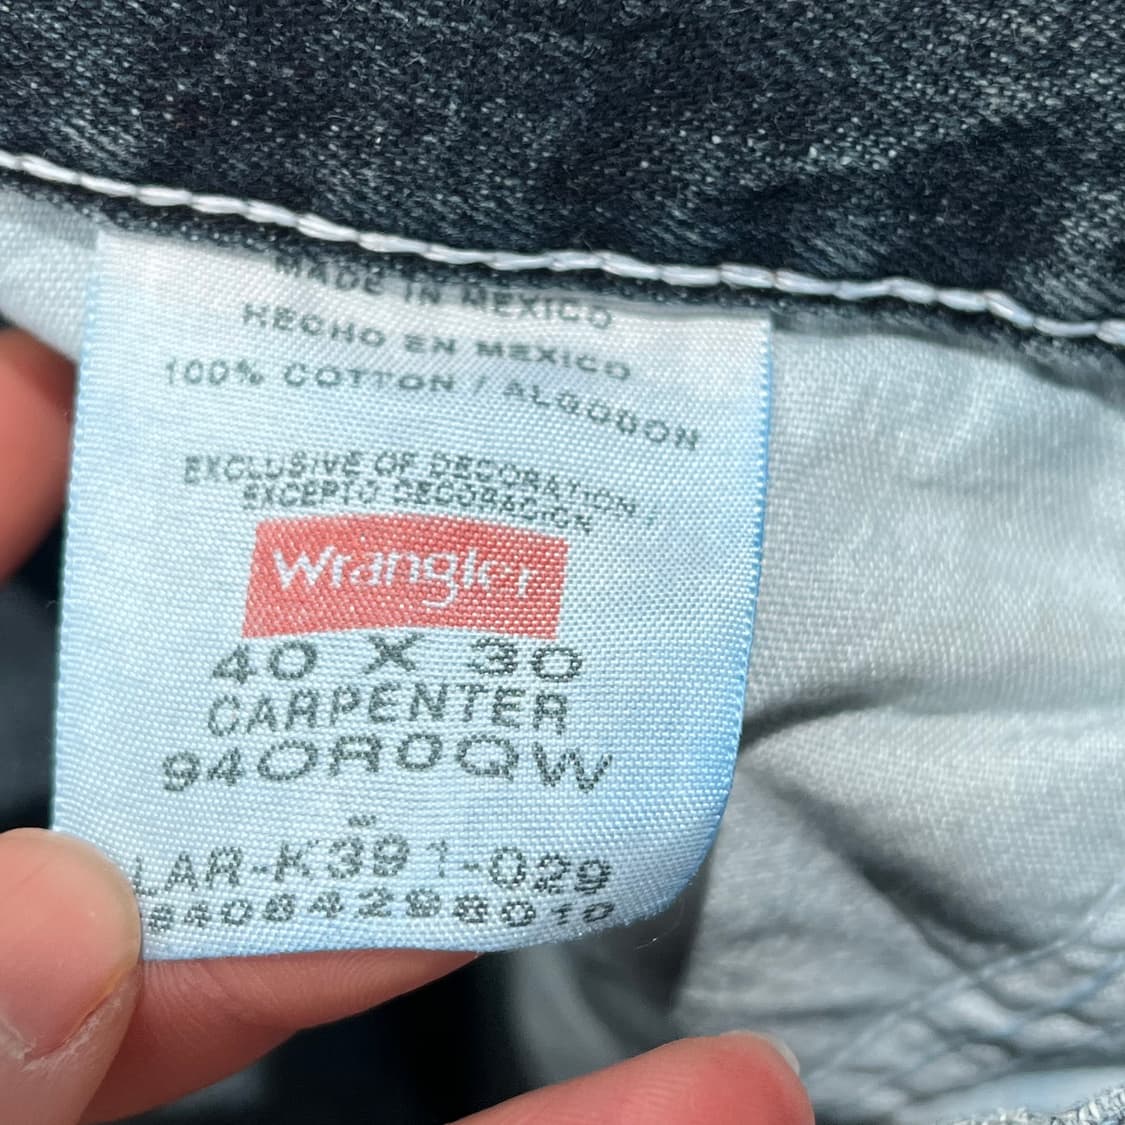 MADE IN MEXICO
HECHO EN MEXICO
100% COTTON / ALGODON
EXCLUSIVE OF DECORATION
EXCEPTO DECORACION
Wrangler
40 X 30
CARPENTER
94OR0QW
LAR-K391-029